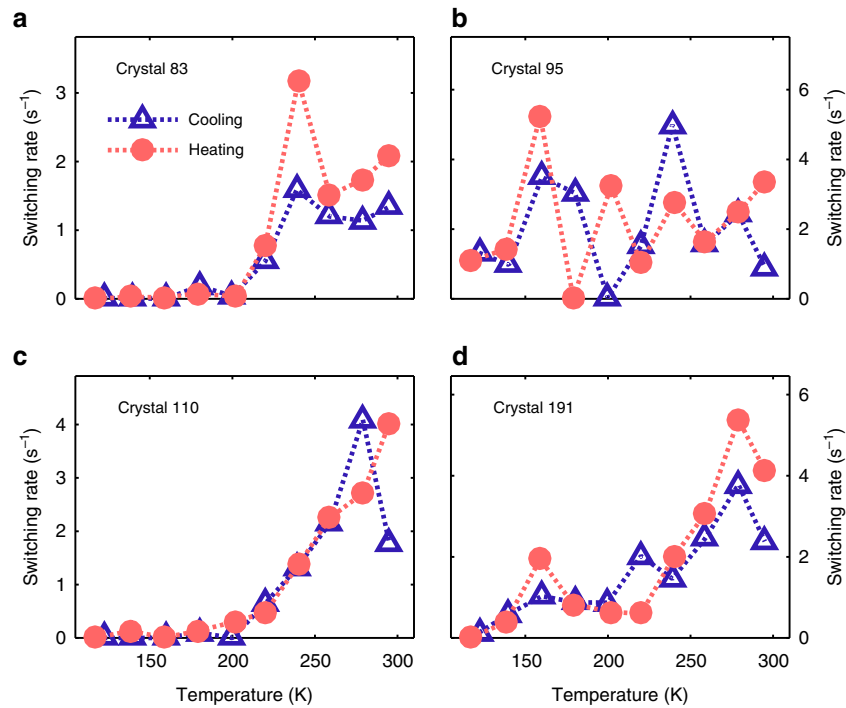 a
Crystal 83
Cooling
Heating
Switching rate (s⁻¹)
3
2
1
0
b
Crystal 95
Switching rate (s⁻¹)
6
4
2
0
c
Crystal 110
Switching rate (s⁻¹)
4
3
2
1
0
150 200 250 300
Temperature (K)
d
Crystal 191
Switching rate (s⁻¹)
6
4
2
0
150 200 250 300
Temperature (K)